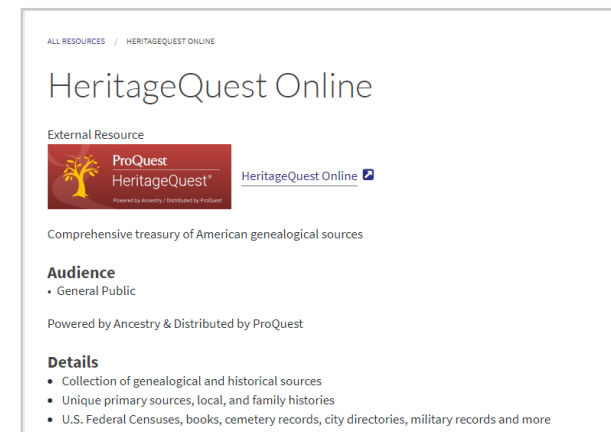 ALL RESOURCES / HERITAGEQUEST ONLINE
HeritageQuest Online
External Resource
ProQuest
HeritageQuest®
Powered by Ancestry / Distributed by ProQuest
HeritageQuest Online
Comprehensive treasury of American genealogical sources
Audience
• General Public
Powered by Ancestry & Distributed by ProQuest
Details
• Collection of genealogical and historical sources
• Unique primary sources, local, and family histories
• U.S. Federal Censuses, books, cemetery records, city directories, military records and more